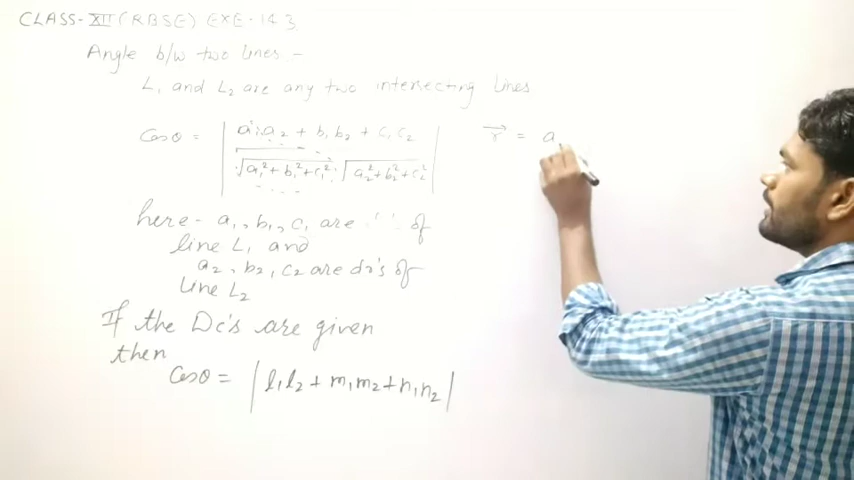 CLASS-XII (RBSE) EXE-14.3
Angle b/w two lines -
L₁ and L₂ are any two intersecting lines
Cosθ = | a₁a₂ + b₁b₂ + c₁c₂ / √a₁²+b₁²+c₁² · √a₂²+b₂²+c₂² |
r⃗ = a
here - a₁, b₁, c₁ are of
line L₁ and
a₂, b₂, c₂ are dr's of
line L₂
If the Dc's are given
then
Cosθ = | l₁l₂ + m₁m₂ + n₁n₂ |